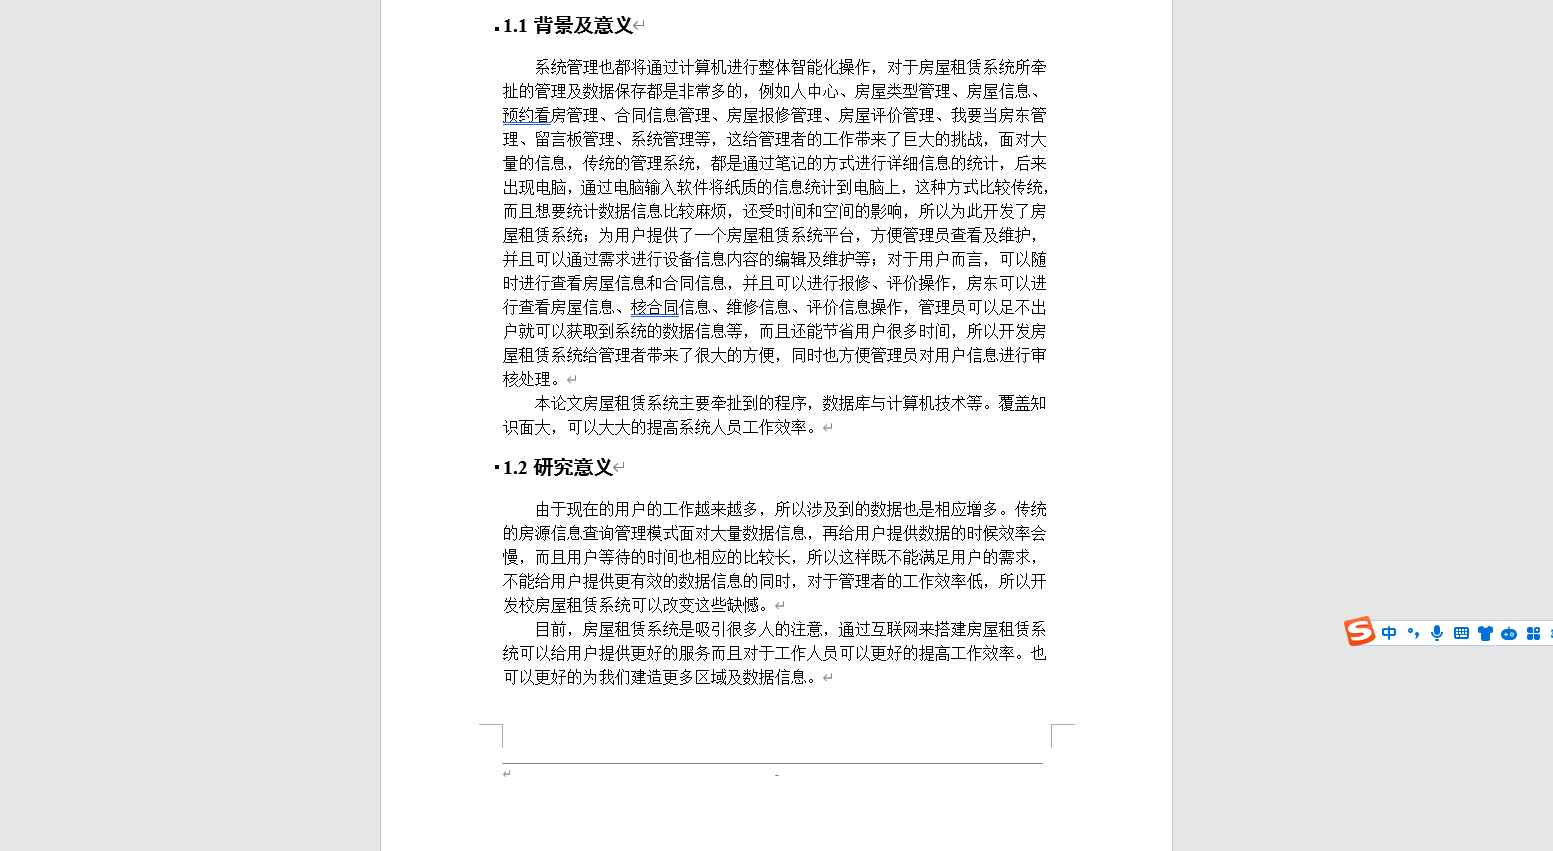 1.1 背景及意义
系统管理也都将通过计算机进行整体智能化操作，对于房屋租赁系统所牵
扯的管理及数据保存都是非常多的，例如人中心、房屋类型管理、房屋信息、
预约看房管理、合同信息管理、房屋报修管理、房屋评价管理、我要当房东管
理、留言板管理、系统管理等，这给管理者的工作带来了巨大的挑战，面对大
量的信息，传统的管理系统，都是通过笔记的方式进行详细信息的统计，后来
出现电脑，通过电脑输入软件将纸质的信息统计到电脑上，这种方式比较传统，
而且想要统计数据信息比较麻烦，还受时间和空间的影响，所以为此开发了房
屋租赁系统；为用户提供了一个房屋租赁系统平台，方便管理员查看及维护，
并且可以通过需求进行设备信息内容的编辑及维护等；对于用户而言，可以随
时进行查看房屋信息和合同信息，并且可以进行报修、评价操作，房东可以进
行查看房屋信息、核合同信息、维修信息、评价信息操作，管理员可以足不出
户就可以获取到系统的数据信息等，而且还能节省用户很多时间，所以开发房
屋租赁系统给管理者带来了很大的方便，同时也方便管理员对用户信息进行审
核处理。
本论文房屋租赁系统主要牵扯到的程序，数据库与计算机技术等。覆盖知
识面大，可以大大的提高系统人员工作效率。
1.2 研究意义
由于现在的用户的工作越来越多，所以涉及到的数据也是相应增多。传统
的房源信息查询管理模式面对大量数据信息，再给用户提供数据的时候效率会
慢，而且用户等待的时间也相应的比较长，所以这样既不能满足用户的需求，
不能给用户提供更有效的数据信息的同时，对于管理者的工作效率低，所以开
发校房屋租赁系统可以改变这些缺憾。
目前，房屋租赁系统是吸引很多人的注意，通过互联网来搭建房屋租赁系
统可以给用户提供更好的服务而且对于工作人员可以更好的提高工作效率。也
可以更好的为我们建造更多区域及数据信息。
中